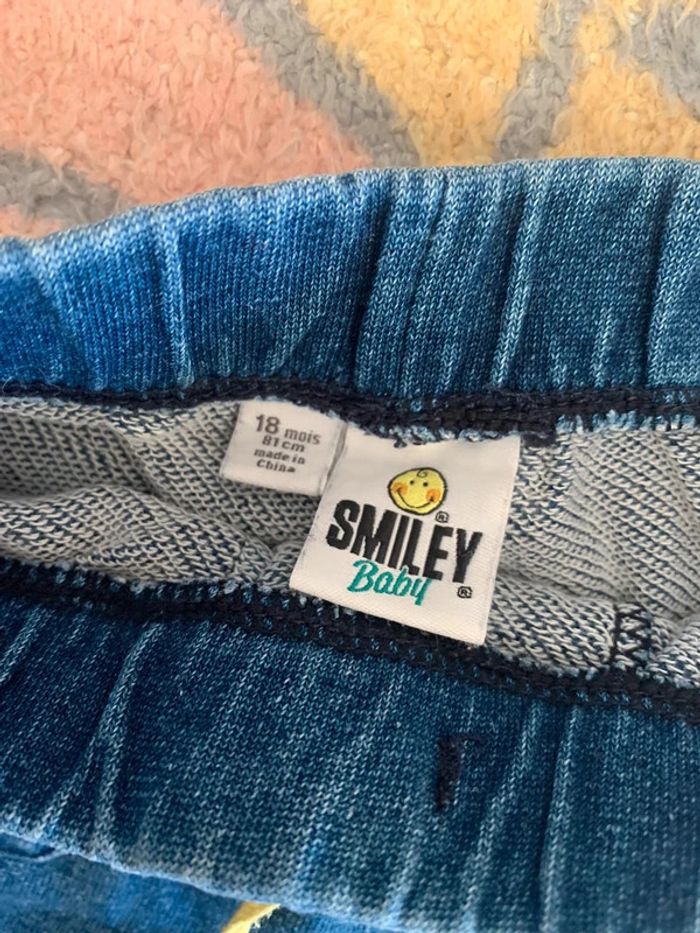 18 mois
81 cm
made in
China
SMILEY®
Baby ®